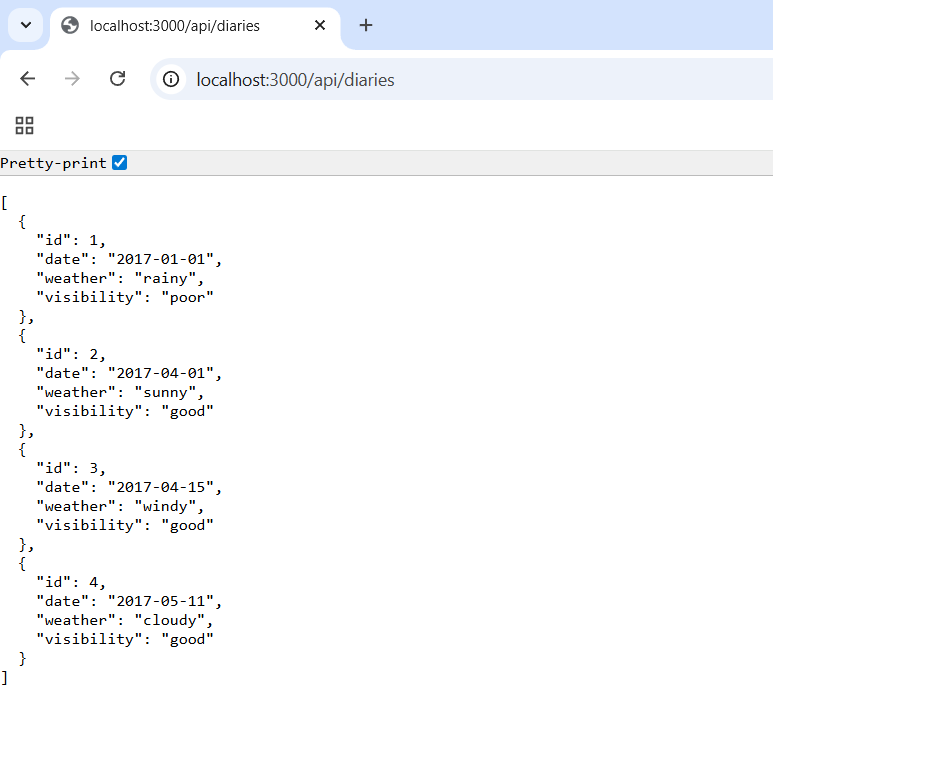 localhost:3000/api/diaries
localhost:3000/api/diaries
Pretty-print
[
  {
    "id": 1,
    "date": "2017-01-01",
    "weather": "rainy",
    "visibility": "poor"
  },
  {
    "id": 2,
    "date": "2017-04-01",
    "weather": "sunny",
    "visibility": "good"
  },
  {
    "id": 3,
    "date": "2017-04-15",
    "weather": "windy",
    "visibility": "good"
  },
  {
    "id": 4,
    "date": "2017-05-11",
    "weather": "cloudy",
    "visibility": "good"
  }
]